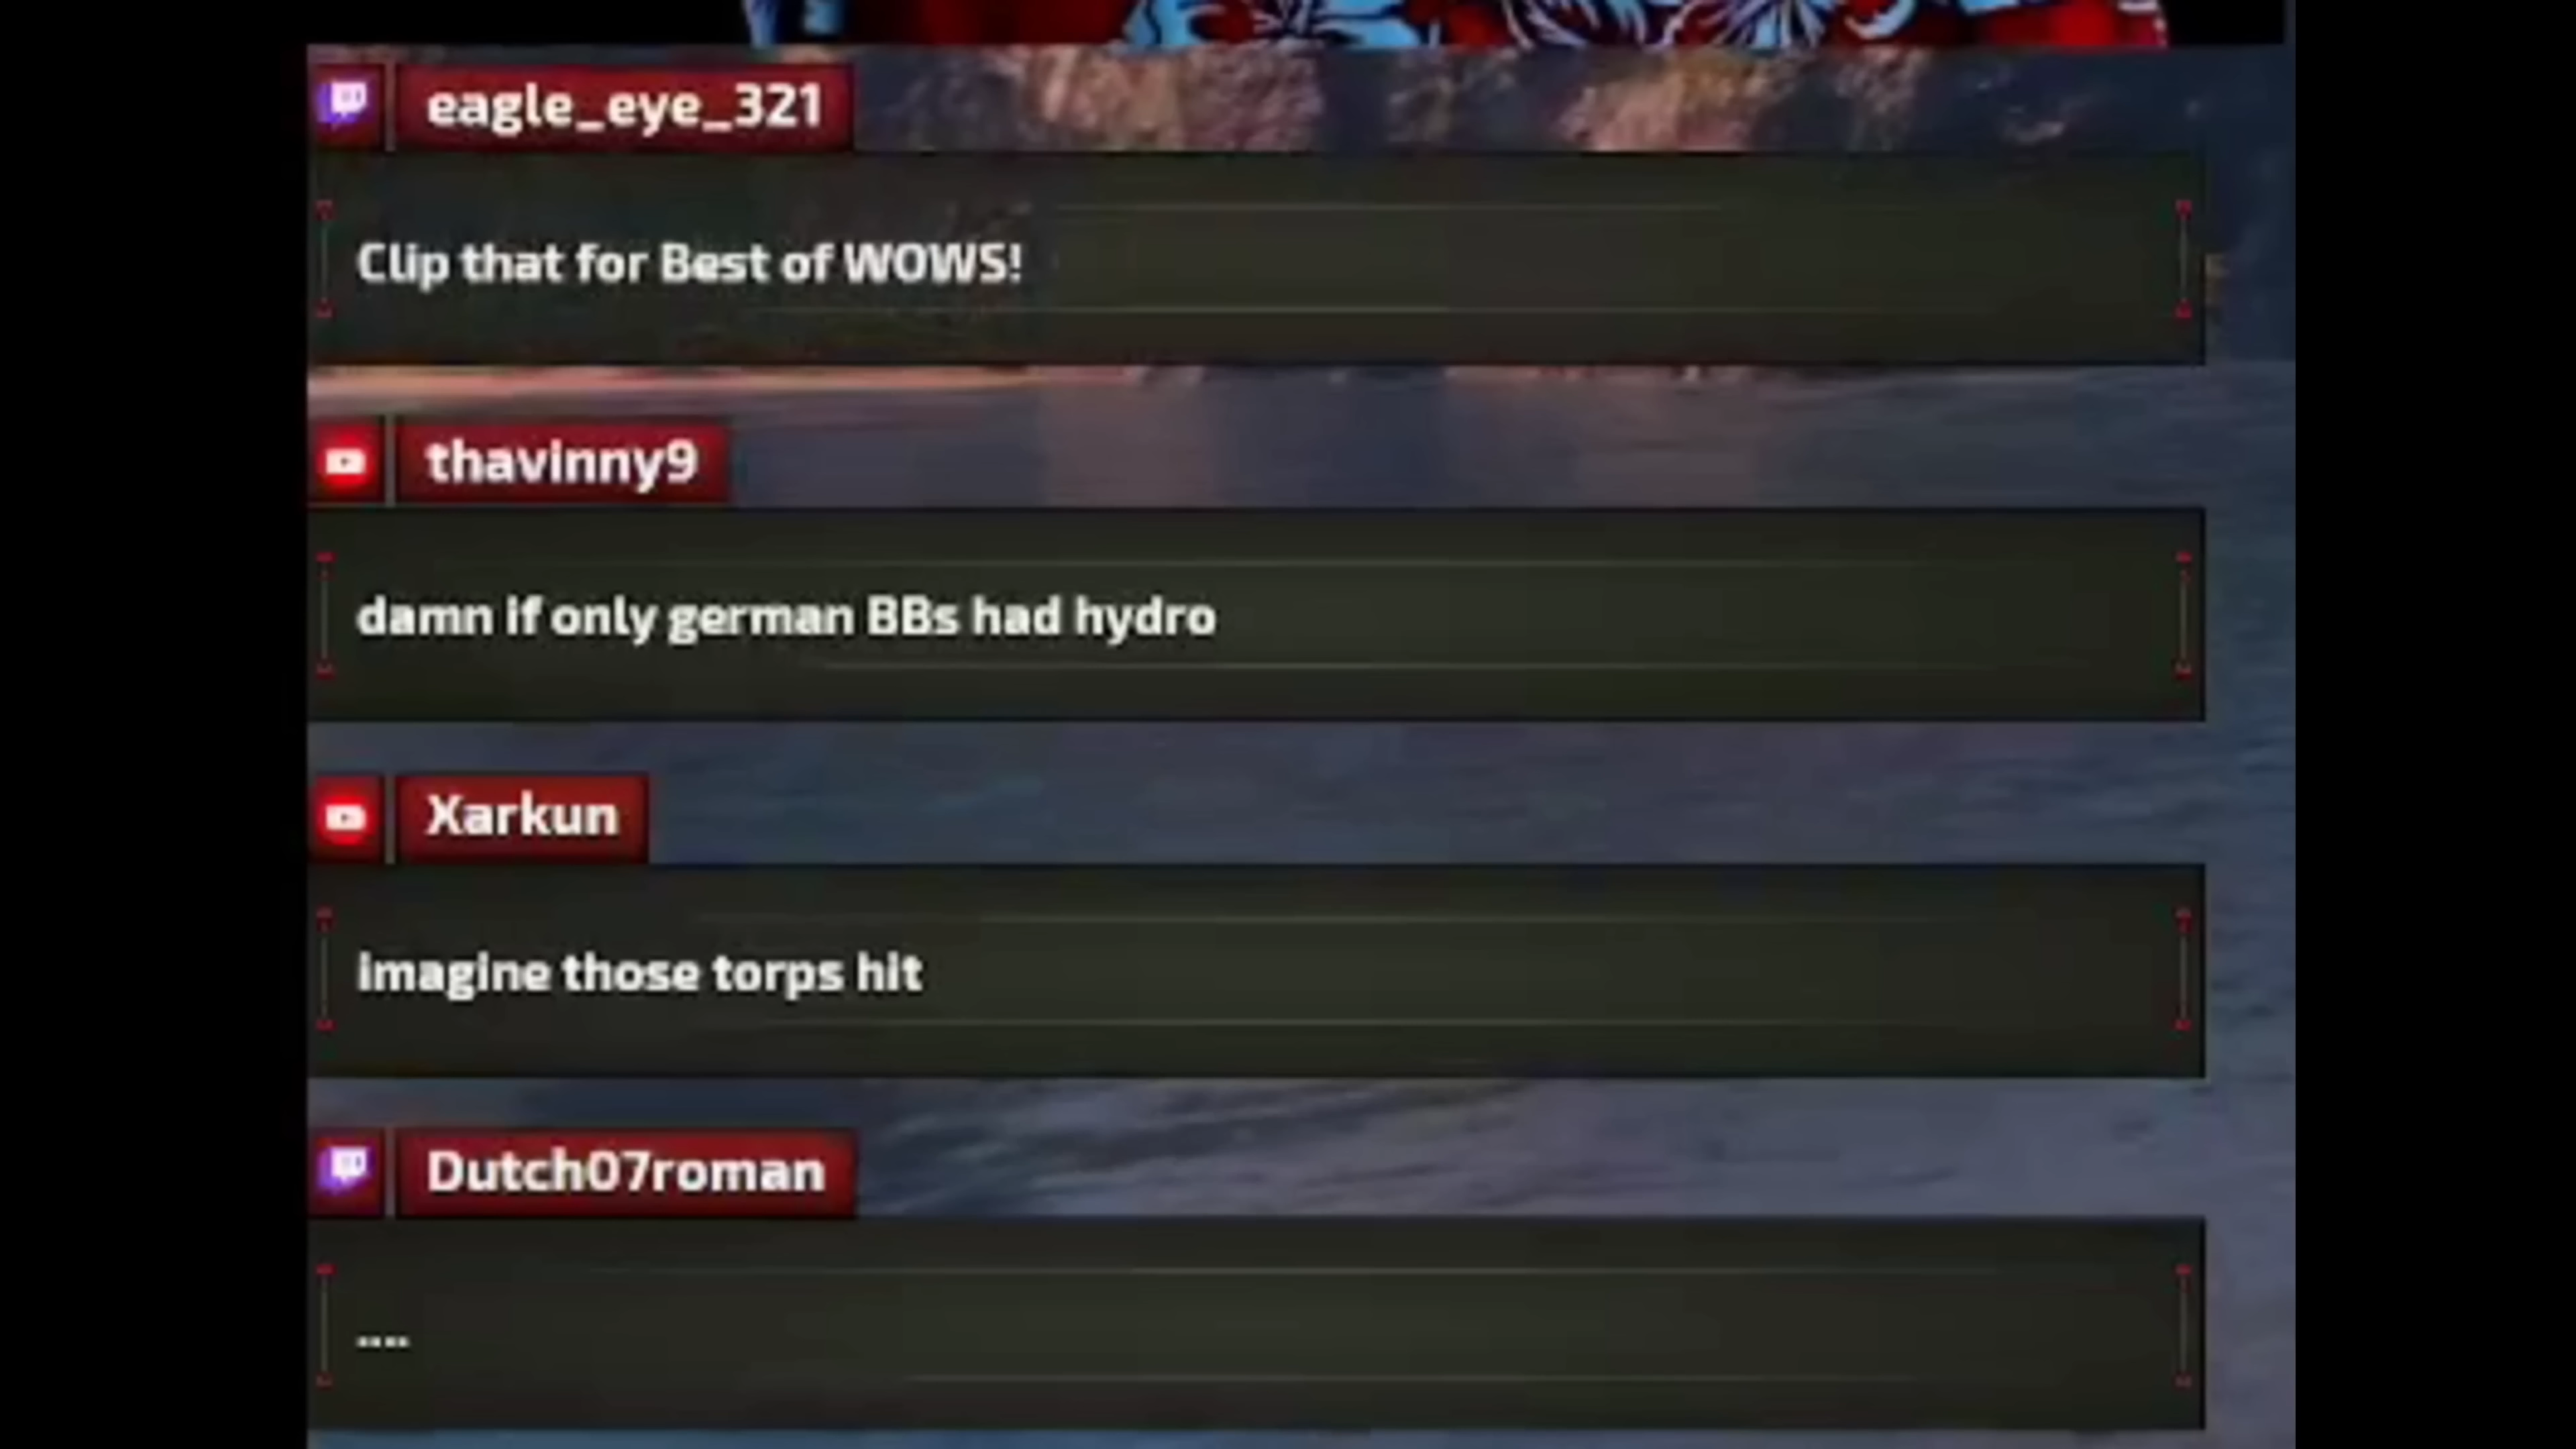 eagle_eye_321
Clip that for Best of WOWS!
thavinny9
damn if only german BBs had hydro
Xarkun
imagine those torps hit
Dutch07roman
....